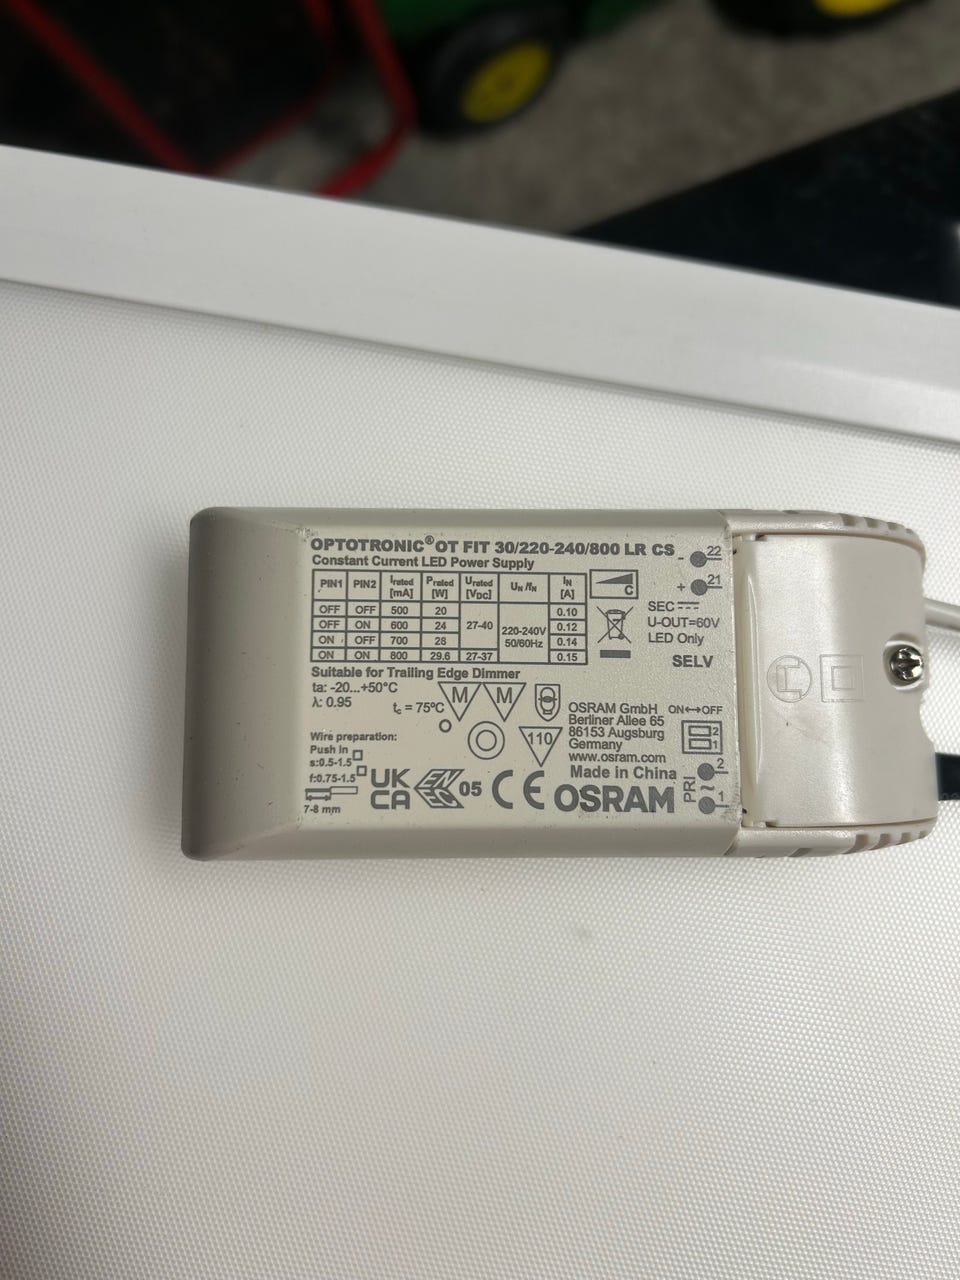 OPTOTRONIC® OT FIT 30/220-240/800 LR CS
Constant Current LED Power Supply
PIN1 PIN2 Irated [mA] Prated [W] Urated [VDC] UN /fN IN [A]
OFF OFF 500 20 27-40 220-240V 50/60Hz 0.10
OFF ON 600 24 0.12
ON OFF 700 28 0.14
ON ON 800 29.6 27-37 0.15
C
- 22
+ 21
SEC
U-OUT=60V
LED Only
SELV
Suitable for Trailing Edge Dimmer
ta: -20...+50°C
λ: 0.95
tc = 75ºC
M M
110
Wire preparation:
Push in
s:0.5-1.5
f:0.75-1.5
7-8 mm
UK
CA
EN
EC
05
CE
OSRAM GmbH
Berliner Allee 65
86153 Augsburg
Germany
www.osram.com
Made in China
OSRAM
ON↔OFF
2
1
PRI
2
~
1